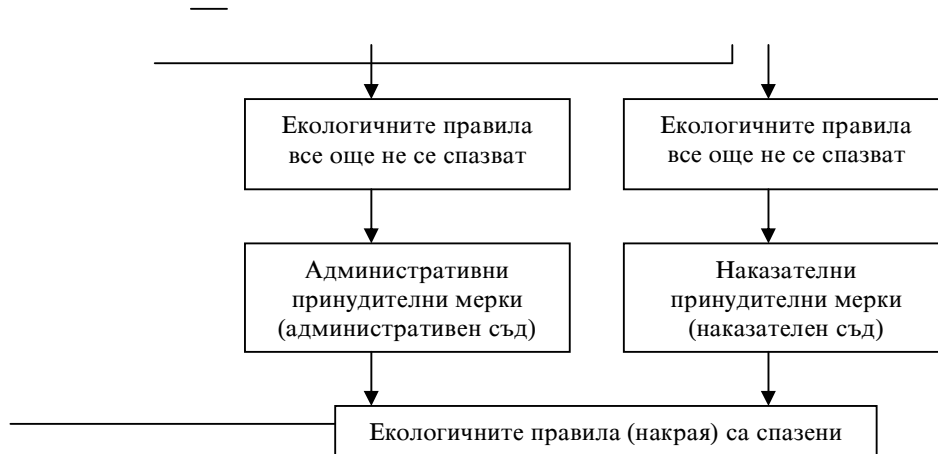 Екологичните правила
все още не се спазват
Екологичните правила
все още не се спазват
Административни
принудителни мерки
(административен съд)
Наказателни
принудителни мерки
(наказателен съд)
Екологичните правила (накрая) са спазени